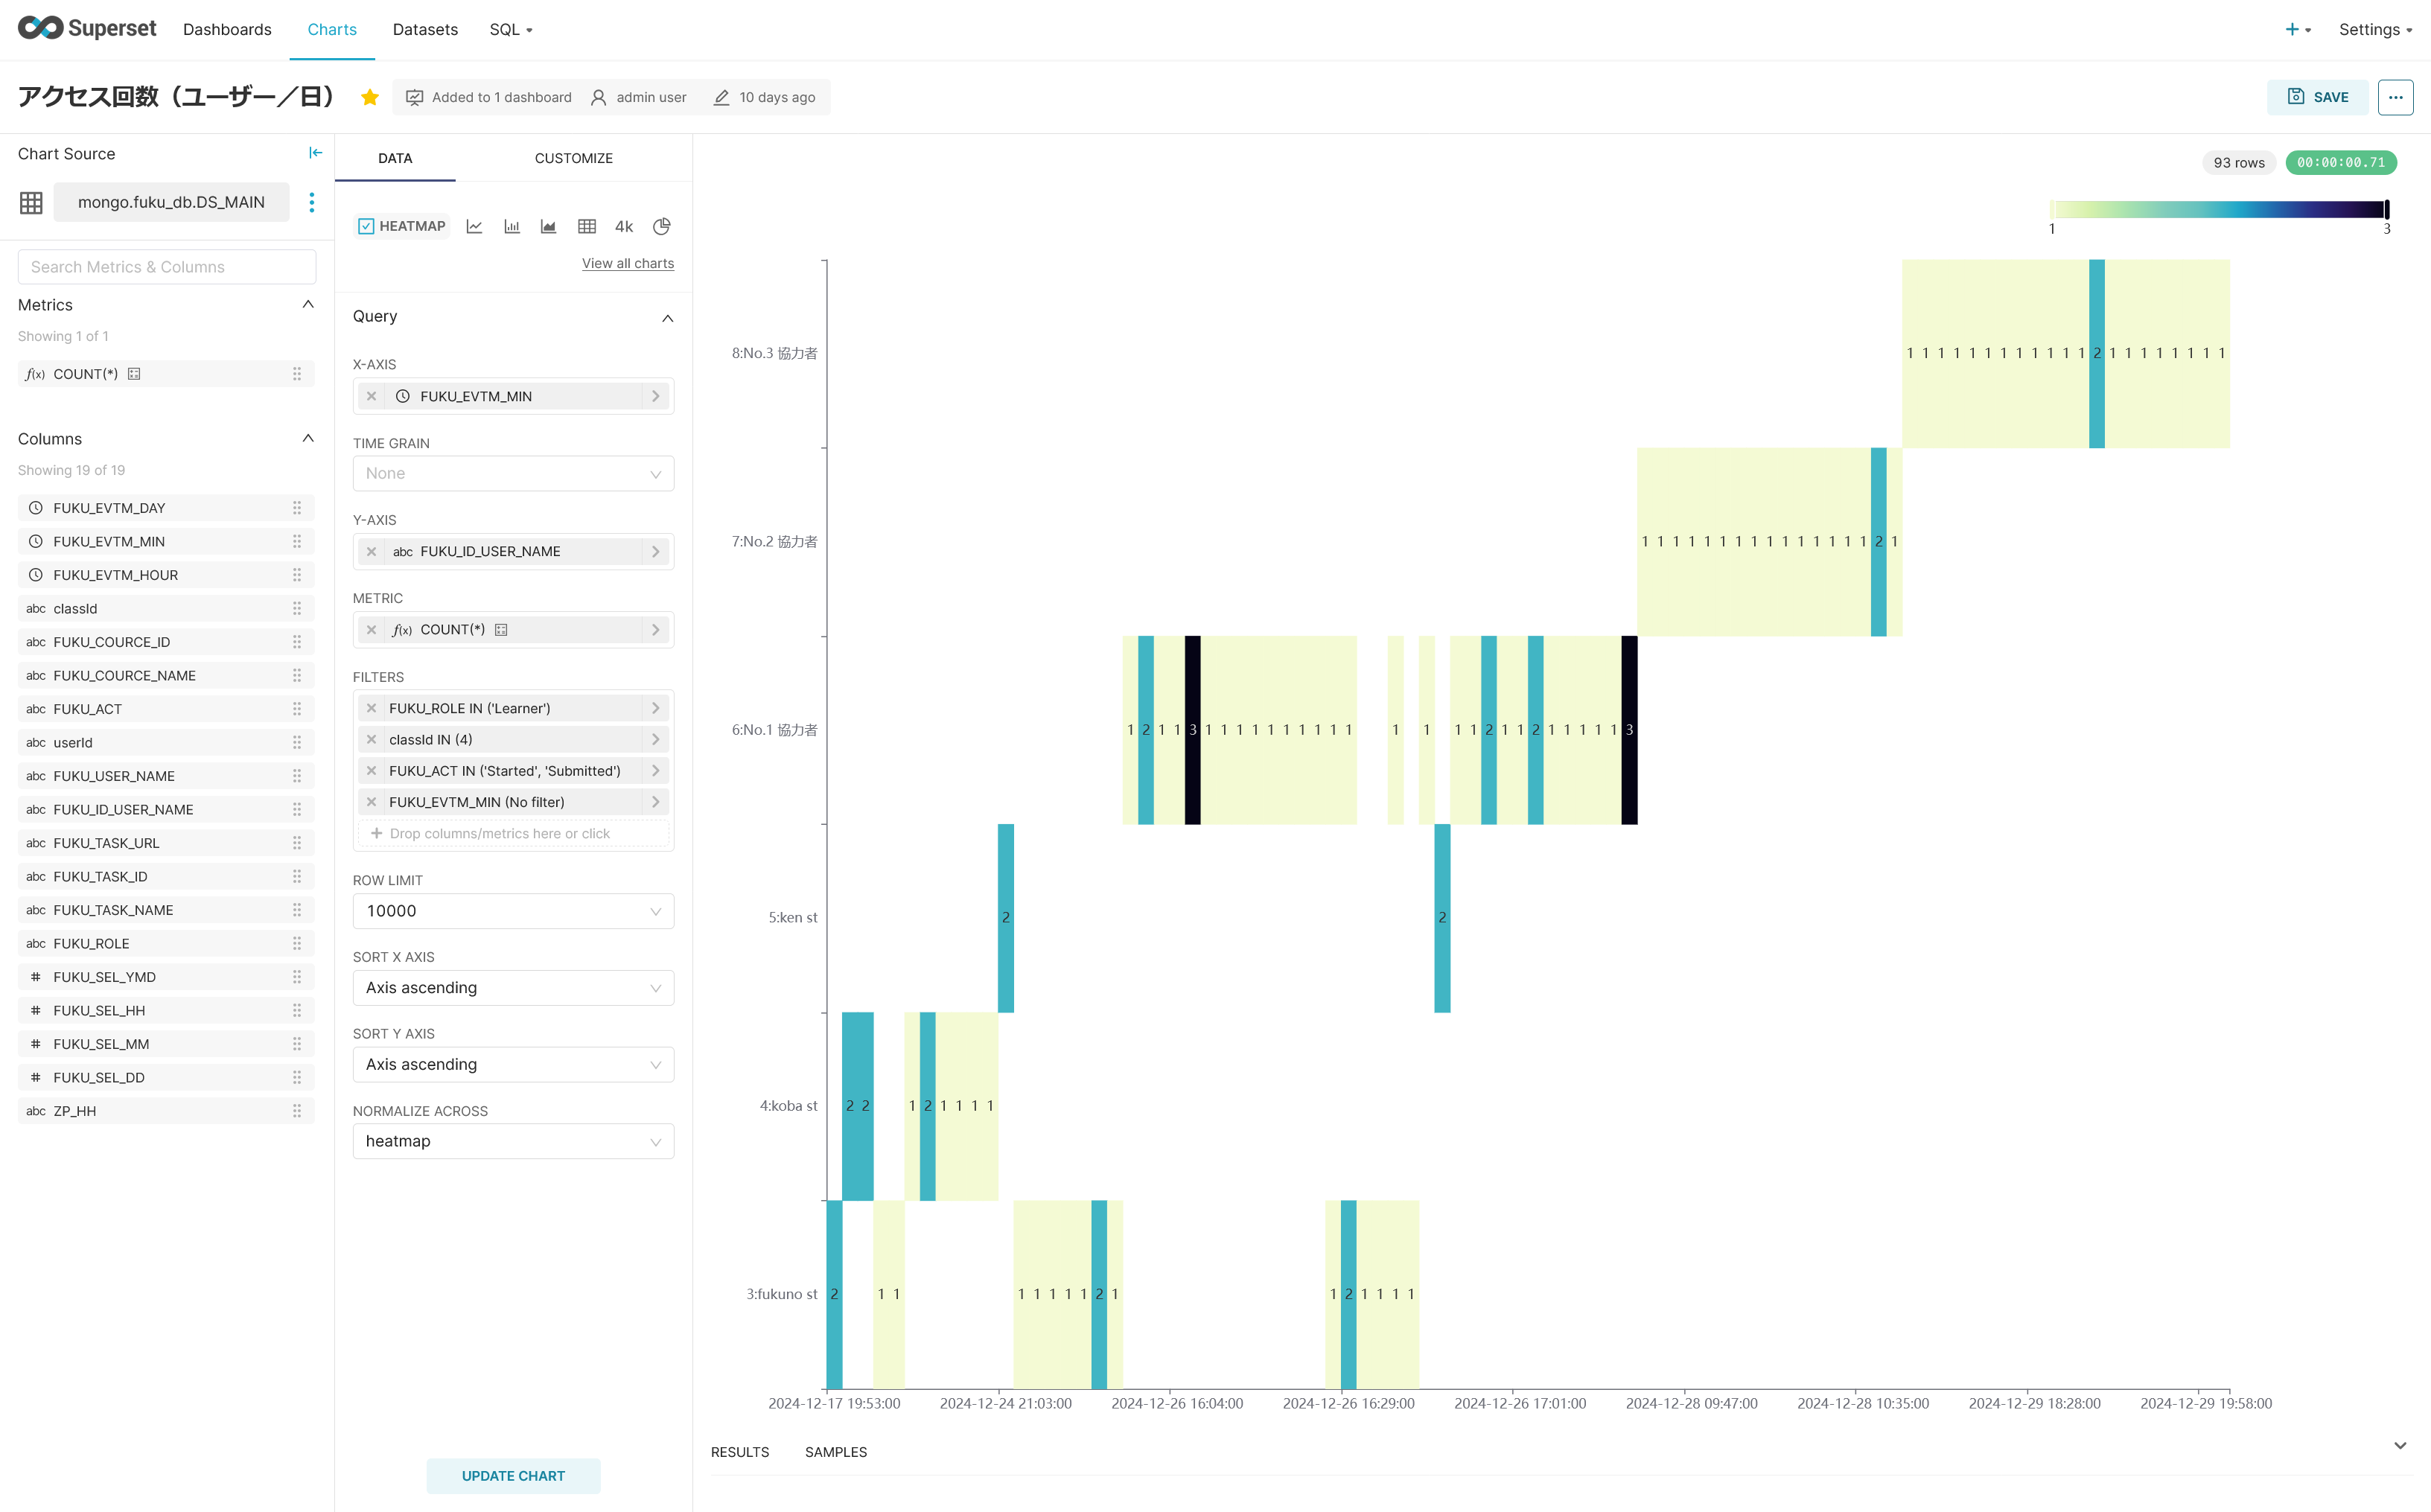 Superset Dashboards Charts Datasets SQL Settings
アクセス回数（ユーザー／日） Added to 1 dashboard admin user 10 days ago SAVE
Chart Source
mongo.fuku_db.DS_MAIN
Search Metrics & Columns
Metrics
Showing 1 of 1
f(x) COUNT(*)
Columns
Showing 19 of 19
FUKU_EVTM_DAY
FUKU_EVTM_MIN
FUKU_EVTM_HOUR
abc classId
abc FUKU_COURCE_ID
abc FUKU_COURCE_NAME
abc FUKU_ACT
abc userId
abc FUKU_USER_NAME
abc FUKU_ID_USER_NAME
abc FUKU_TASK_URL
abc FUKU_TASK_ID
abc FUKU_TASK_NAME
abc FUKU_ROLE
# FUKU_SEL_YMD
# FUKU_SEL_HH
# FUKU_SEL_MM
# FUKU_SEL_DD
abc ZP_HH
DATA CUSTOMIZE
HEATMAP 4k
View all charts
Query
X-AXIS
FUKU_EVTM_MIN
TIME GRAIN
None
Y-AXIS
abc FUKU_ID_USER_NAME
METRIC
f(x) COUNT(*)
FILTERS
FUKU_ROLE IN ('Learner')
classId IN (4)
FUKU_ACT IN ('Started', 'Submitted')
FUKU_EVTM_MIN (No filter)
+ Drop columns/metrics here or click
ROW LIMIT
10000
SORT X AXIS
Axis ascending
SORT Y AXIS
Axis ascending
NORMALIZE ACROSS
heatmap
UPDATE CHART
93 rows 00:00:00.71
1 3
8:No.3 協力者 1 1 1 1 1 1 1 1 1 1 1 1 2 1 1 1 1 1 1 1 1
7:No.2 協力者 1 1 1 1 1 1 1 1 1 1 1 1 1 1 1 2 1
6:No.1 協力者 1 2 1 1 3 1 1 1 1 1 1 1 1 1 1 1 1 1 1 2 1 1 2 1 1 1 1 1 3
5:ken st 2 2
4:koba st 2 2 1 2 1 1 1 1
3:fukuno st 2 1 1 1 1 1 1 1 2 1 1 2 1 1 1 1
2024-12-17 19:53:00 2024-12-24 21:03:00 2024-12-26 16:04:00 2024-12-26 16:29:00 2024-12-26 17:01:00 2024-12-28 09:47:00 2024-12-28 10:35:00 2024-12-29 18:28:00 2024-12-29 19:58:00
RESULTS SAMPLES